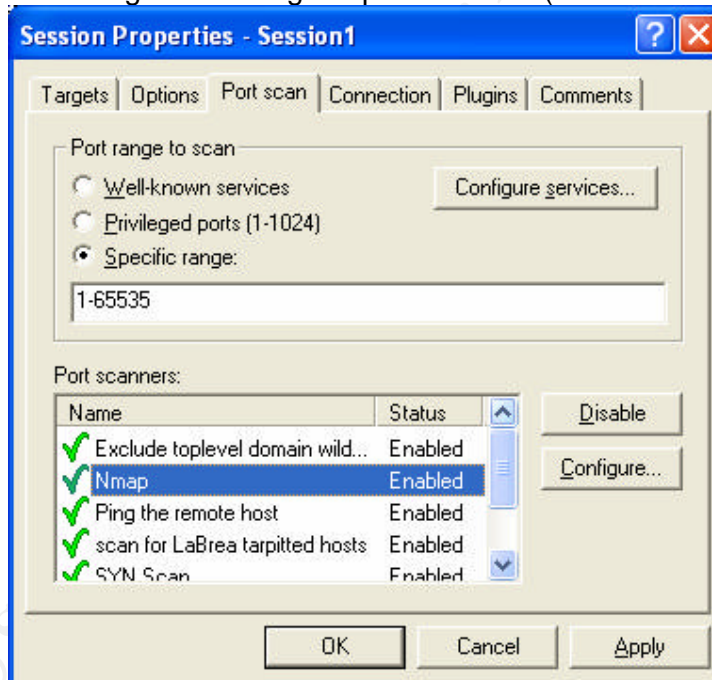 Session Properties - Session1
Targets Options Port scan Connection Plugins Comments
Port range to scan
Well-known services Configure services...
Privileged ports (1-1024)
Specific range:
1-65535
Port scanners:
Name Status Disable
Exclude toplevel domain wild... Enabled
Nmap Enabled Configure...
Ping the remote host Enabled
scan for LaBrea tarpitted hosts Enabled
SYN Scan Enabled
OK Cancel Apply